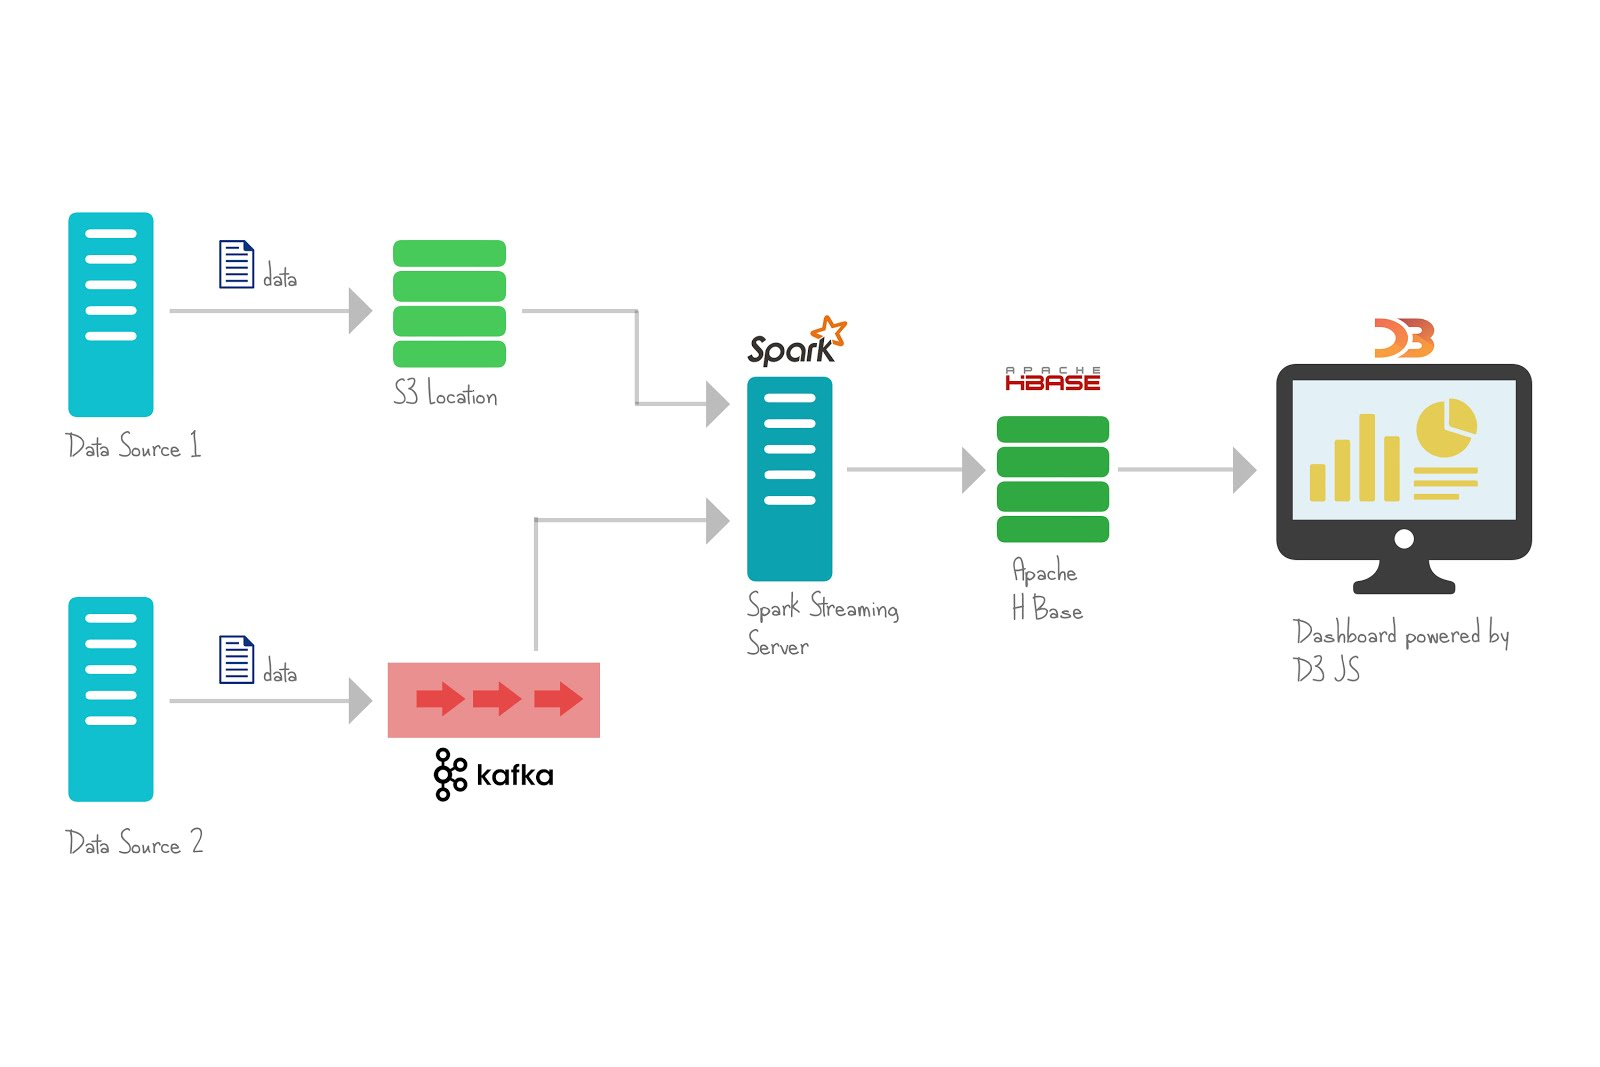 data
S3 Location
Data Source 1
Spark
Spark Streaming
Server
APACHE
HBASE
Apache
H Base
D3
Dashboard powered by
D3 JS
data
kafka
Data Source 2